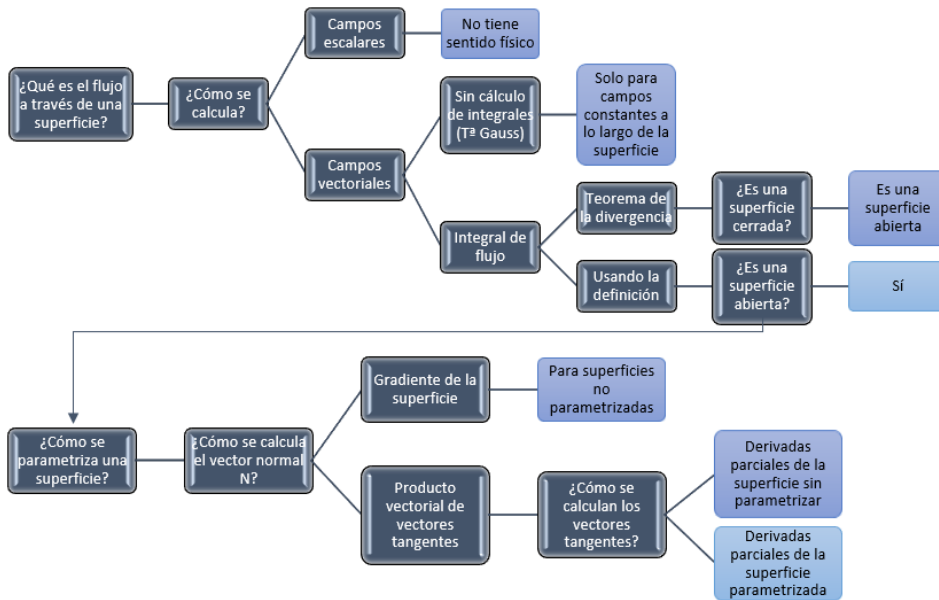 Campos
escalares
No tiene
sentido físico
¿Qué es el flujo
a través de una
superficie?
¿Cómo se
calcula?
Sin cálculo
de integrales
(Tª Gauss)
Solo para
campos
constantes a
lo largo de la
superficie
Campos
vectoriales
Teorema de
la divergencia
¿Es una
superficie
cerrada?
Es una
superficie
abierta
Integral de
flujo
Usando la
definición
¿Es una
superficie
abierta?
Sí
Gradiente de la
superficie
Para superficies
no
parametrizadas
¿Cómo se
parametriza una
superficie?
¿Cómo se calcula
el vector normal
N?
Producto
vectorial de
vectores
tangentes
¿Cómo se
calculan los
vectores
tangentes?
Derivadas
parciales de la
superficie sin
parametrizar
Derivadas
parciales de la
superficie
parametrizada